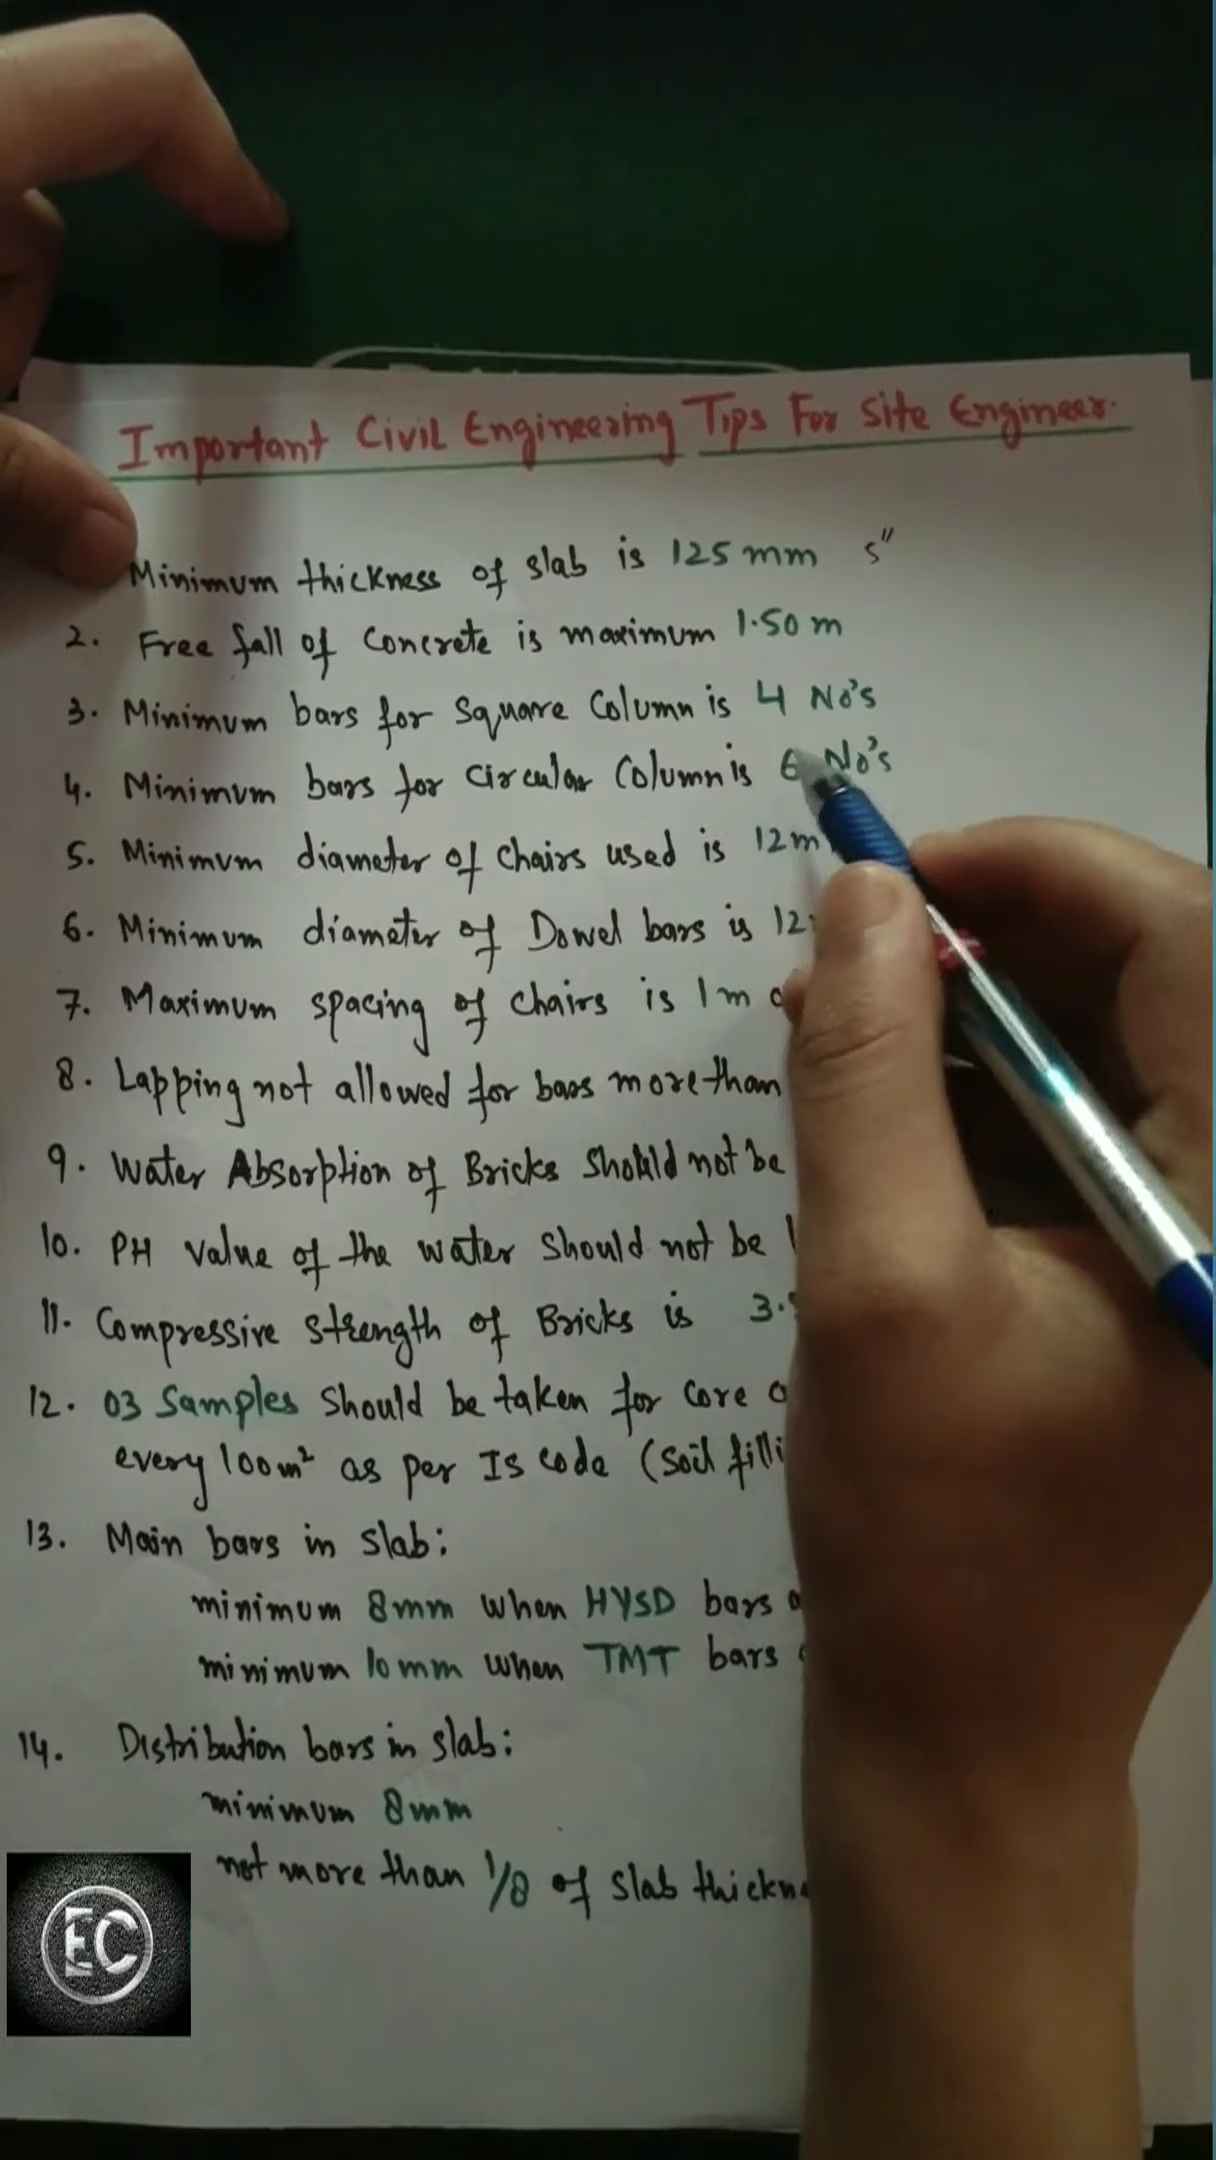 Important Civil Engineering Tips For Site Engineer.
Minimum thickness of slab is 125 mm 5"
2. Free fall of Concrete is maximum 1.50 m
3. Minimum bars for Square Column is 4 No's
4. Minimum bars for Circular Column is 6 No's
5. Minimum diameter of Chairs used is 12m
6. Minimum diameter of Dowel bars is 12
7. Maximum spacing of Chairs is 1m
8. Lapping not allowed for bars more than
9. Water Absorption of Bricks Should not be
10. PH value of the water Should not be
11. Compressive strength of Bricks is 3.
12. 03 Samples Should be taken for Core
every 100m² as per Is code (Soil filli
13. Main bars in slab:
minimum 8mm when HYSD bars
minimum 10mm when TMT bars
14. Distribution bars in slab:
minimum 8mm
not more than 1/8 of slab thickne
EC